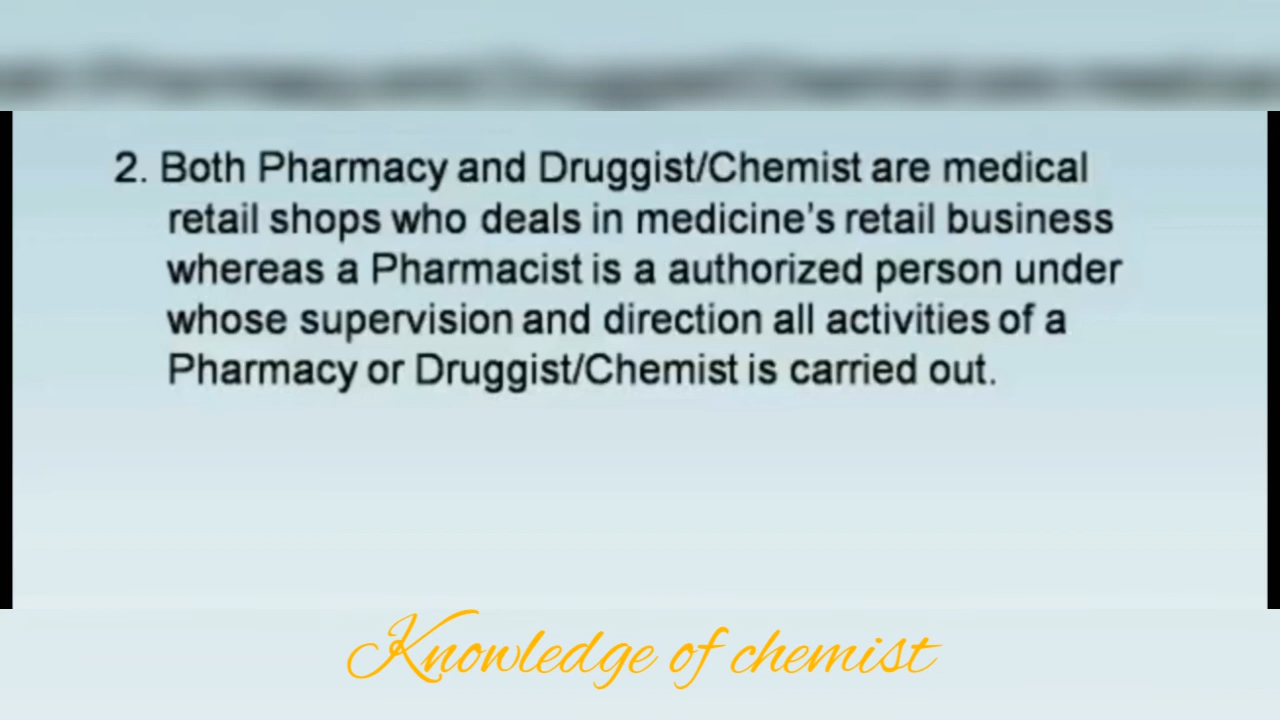 2. Both Pharmacy and Druggist/Chemist are medical
retail shops who deals in medicine's retail business
whereas a Pharmacist is a authorized person under
whose supervision and direction all activities of a
Pharmacy or Druggist/Chemist is carried out.
Knowledge of chemist